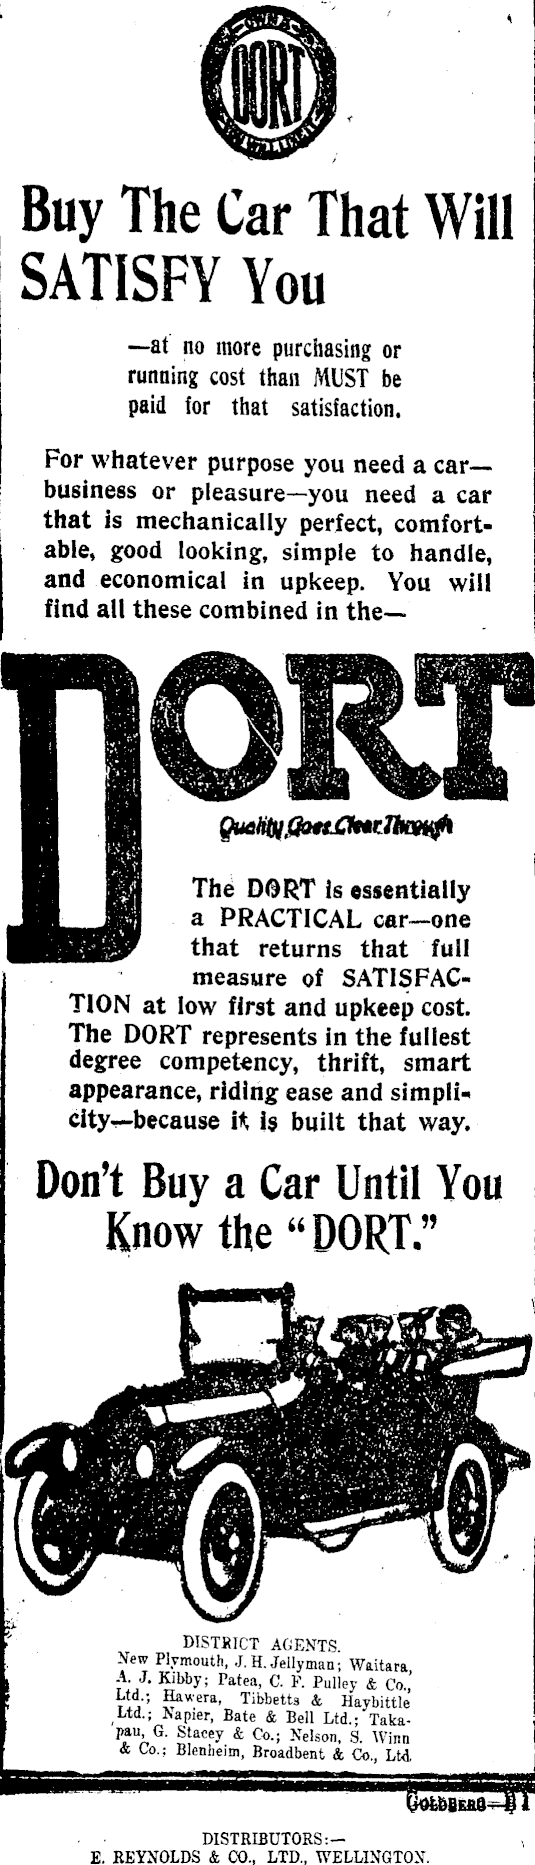 OWN A
DORT
YOU WILL LIKE IT
Buy The Car That Will
SATISFY You
—at no more purchasing or
running cost than MUST be
paid for that satisfaction.
For whatever purpose you need a car—
business or pleasure—you need a car
that is mechanically perfect, comfort-
able, good looking, simple to handle,
and economical in upkeep. You will
find all these combined in the—
DORT
Quality Goes Clear Through
The DORT is essentially
a PRACTICAL car—one
that returns that full
measure of SATISFAC-
TION at low first and upkeep cost.
The DORT represents in the fullest
degree competency, thrift, smart
appearance, riding ease and simpli-
city—because it is built that way.
Don't Buy a Car Until You
Know the “DORT.”
DISTRICT AGENTS.
New Plymouth, J. H. Jellyman; Waitara,
A. J. Kibby; Patea, C. F. Pulley & Co.,
Ltd.; Hawera, Tibbetts & Haybittle
Ltd.; Napier, Bate & Bell Ltd.; Taka-
pau, G. Stacey & Co.; Nelson, S. Winn
& Co.; Blenheim, Broadbent & Co., Ltd.
GOLDBERG—D 1
DISTRIBUTORS:—
E. REYNOLDS & CO., LTD., WELLINGTON.